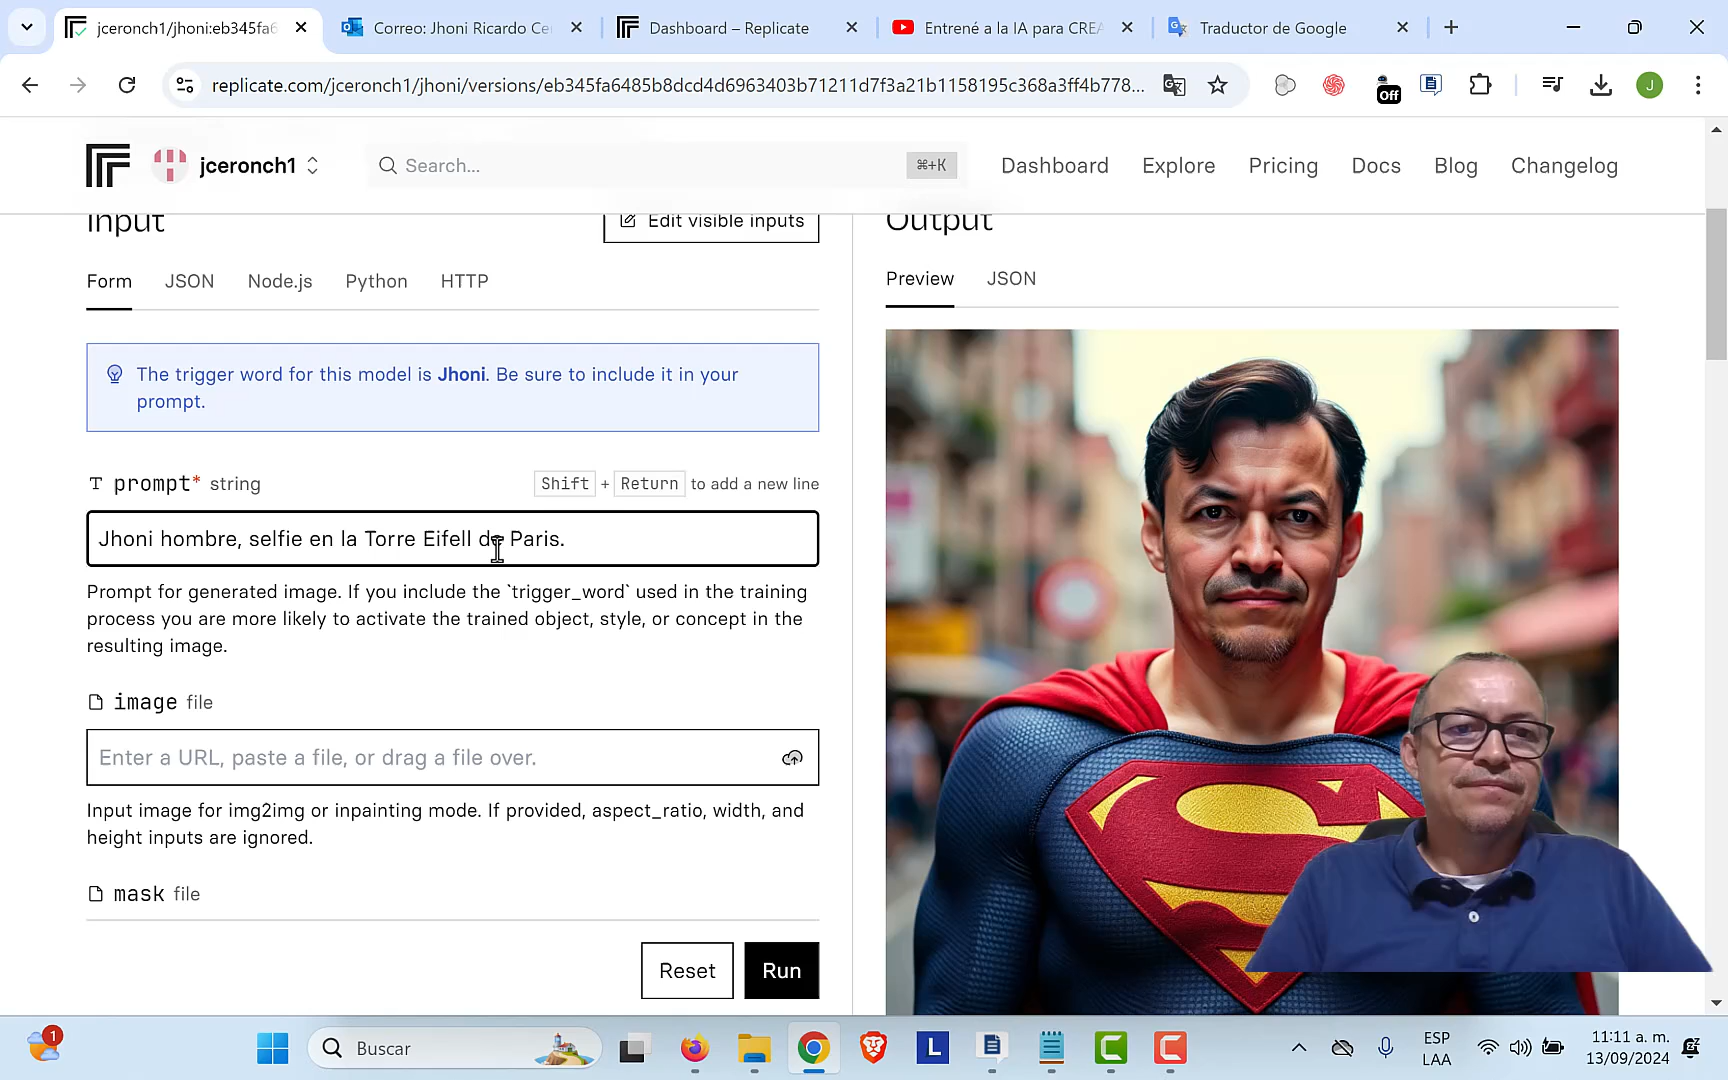 jceronch1/jhoni:eb345fa6
Correo: Jhoni Ricardo Ce
Dashboard – Replicate
Entrené a la IA para CREA
Traductor de Google
replicate.com/jceronch1/jhoni/versions/eb345fa6485b8dcd4d6963403b71211d7f3a21b1158195c368a3ff4b778...
Off
J
jceronch1
Search...
⌘+K
Dashboard
Explore
Pricing
Docs
Blog
Changelog
Input
Edit visible inputs
Output
Form
JSON
Node.js
Python
HTTP
Preview
JSON
The trigger word for this model is Jhoni. Be sure to include it in your
prompt.
prompt* string
Shift + Return to add a new line
Jhoni hombre, selfie en la Torre Eifell de Paris.
Prompt for generated image. If you include the `trigger_word` used in the training
process you are more likely to activate the trained object, style, or concept in the
resulting image.
image file
Enter a URL, paste a file, or drag a file over.
Input image for img2img or inpainting mode. If provided, aspect_ratio, width, and
height inputs are ignored.
mask file
Reset
Run
1
Buscar
L
ESP
LAA
11:11 a. m.
13/09/2024